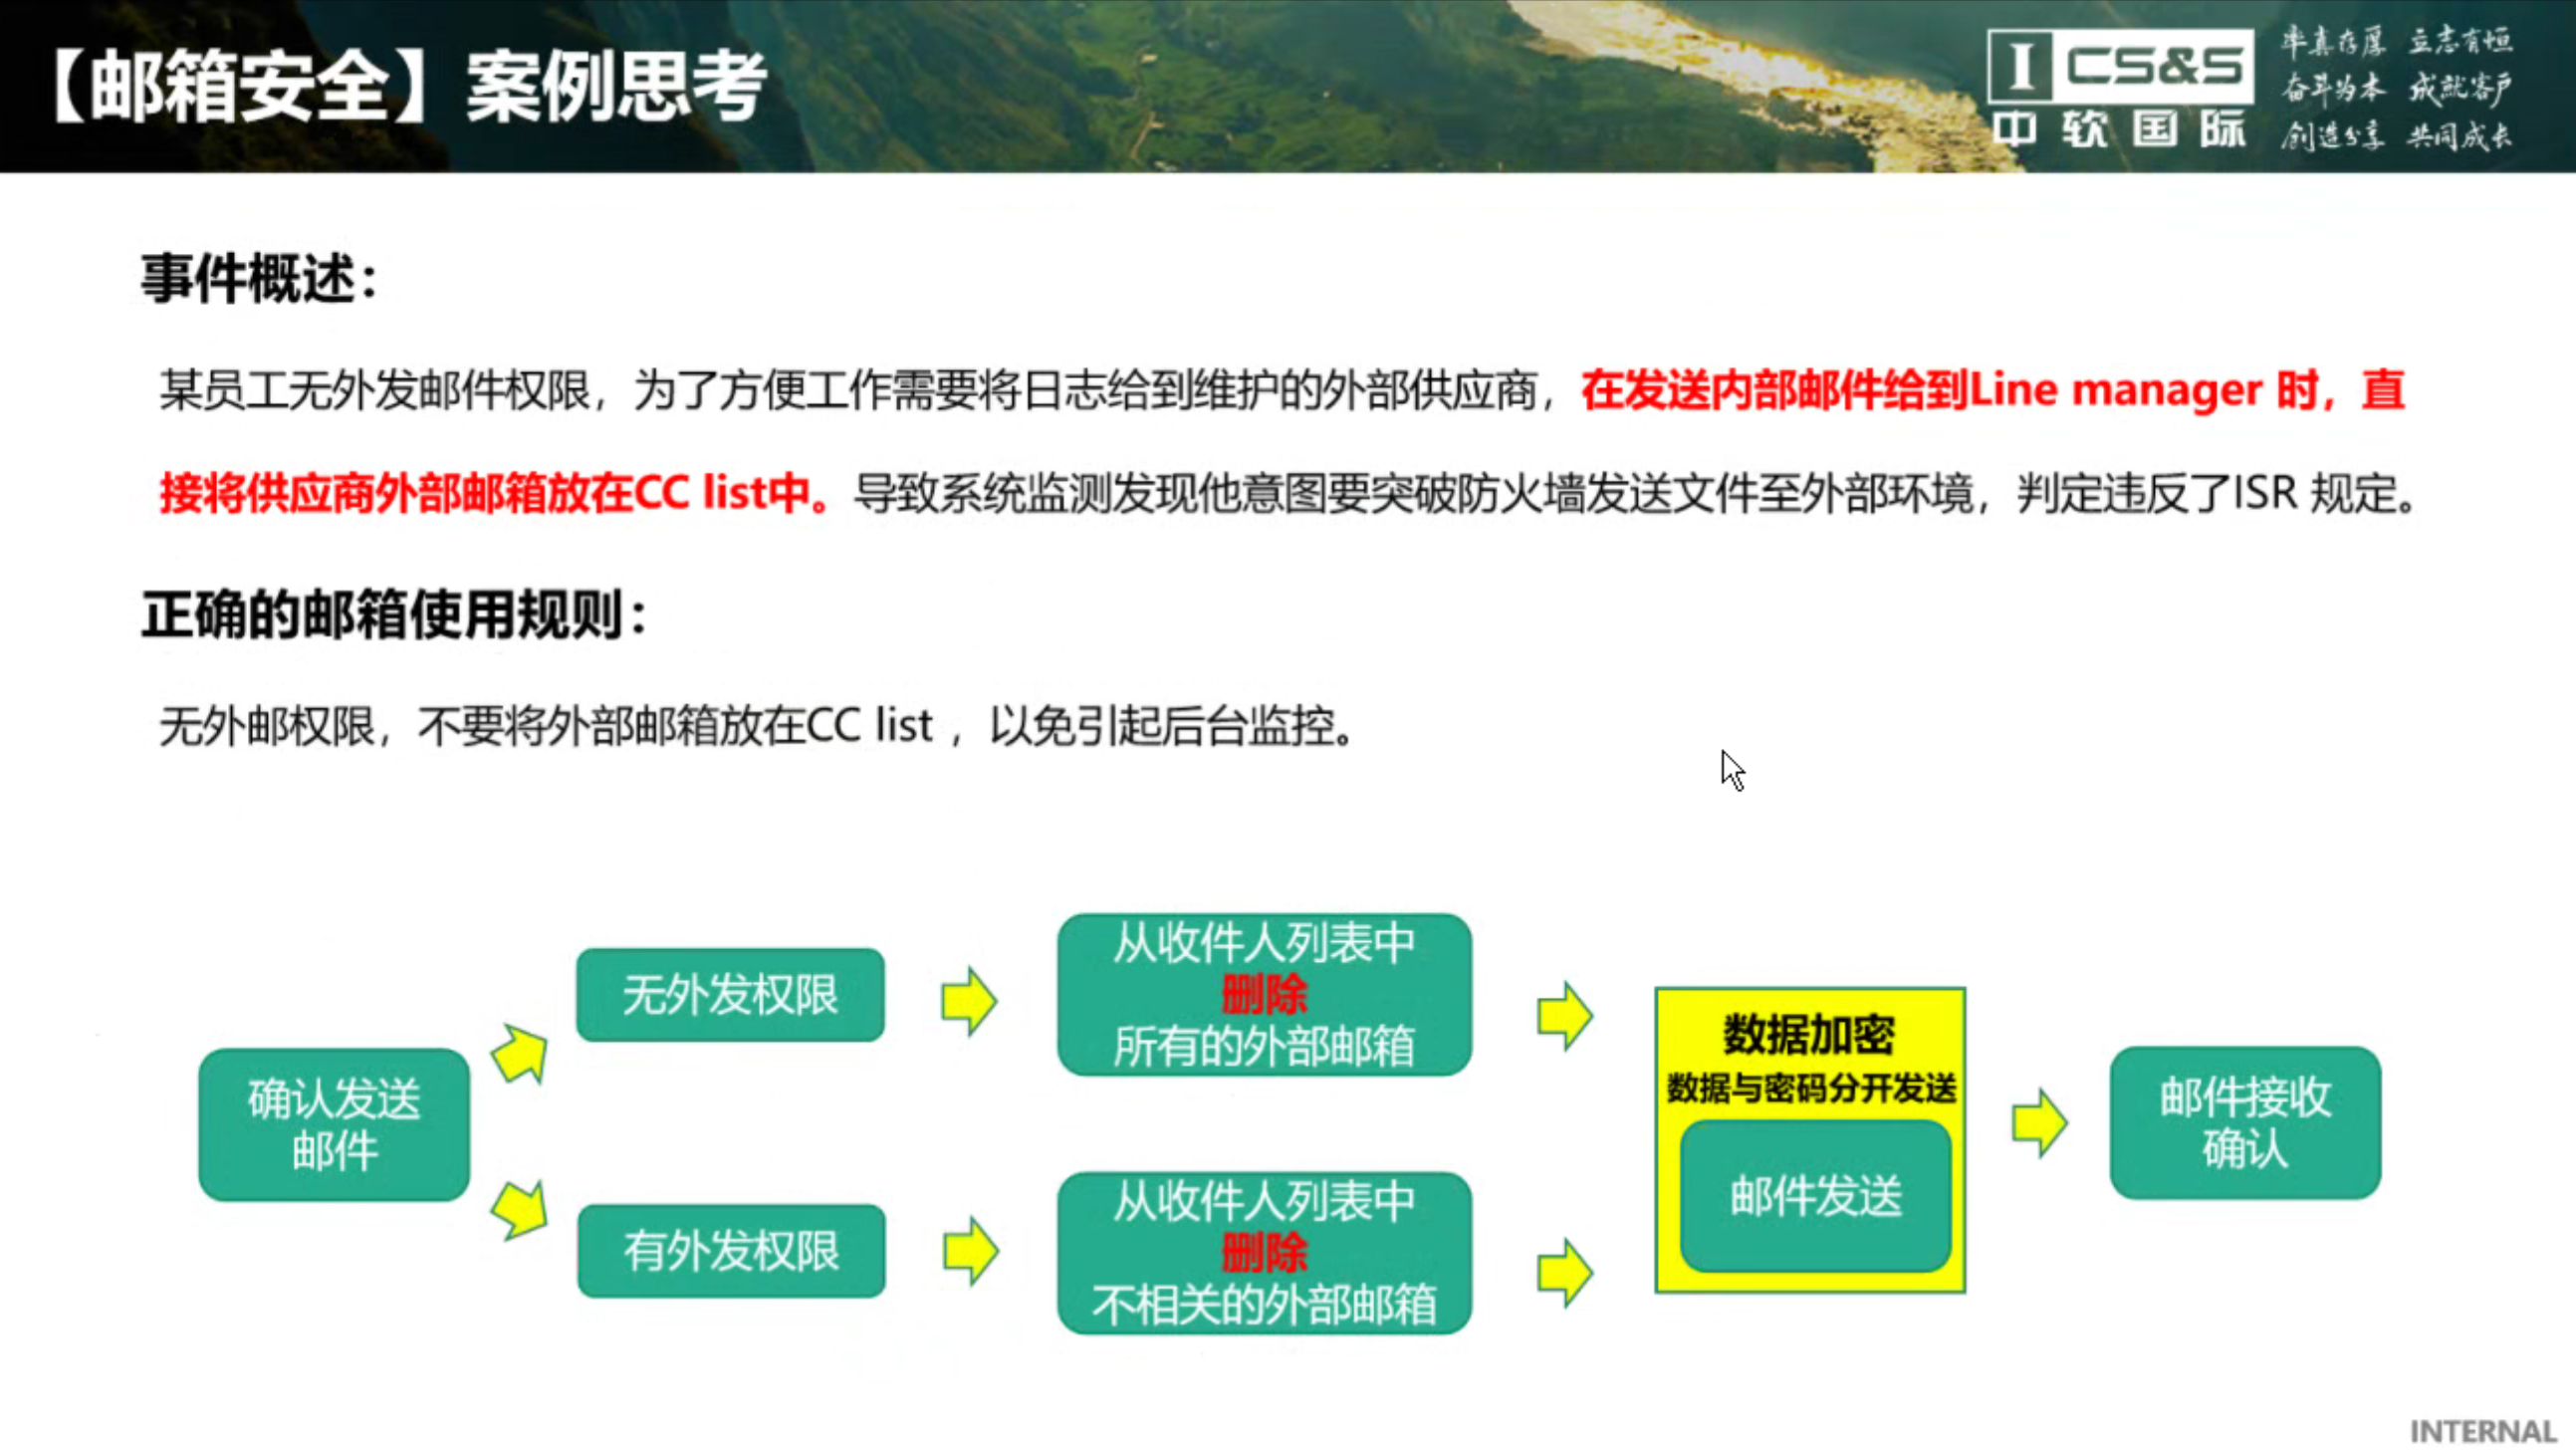 【邮箱安全】案例思考
I CS&S
中软国际
率真存厚 立志有恒
奋斗为本 成就客户
创造分享 共同成长
事件概述：
某员工无外发邮件权限，为了方便工作需要将日志给到维护的外部供应商，在发送内部邮件给到Line manager 时，直
接将供应商外部邮箱放在CC list中。导致系统监测发现他意图要突破防火墙发送文件至外部环境，判定违反了ISR 规定。
正确的邮箱使用规则：
无外邮权限，不要将外部邮箱放在CC list ，以免引起后台监控。
确认发送
邮件
无外发权限
从收件人列表中
删除
所有的外部邮箱
有外发权限
从收件人列表中
删除
不相关的外部邮箱
数据加密
数据与密码分开发送
邮件发送
邮件接收
确认
INTERNAL